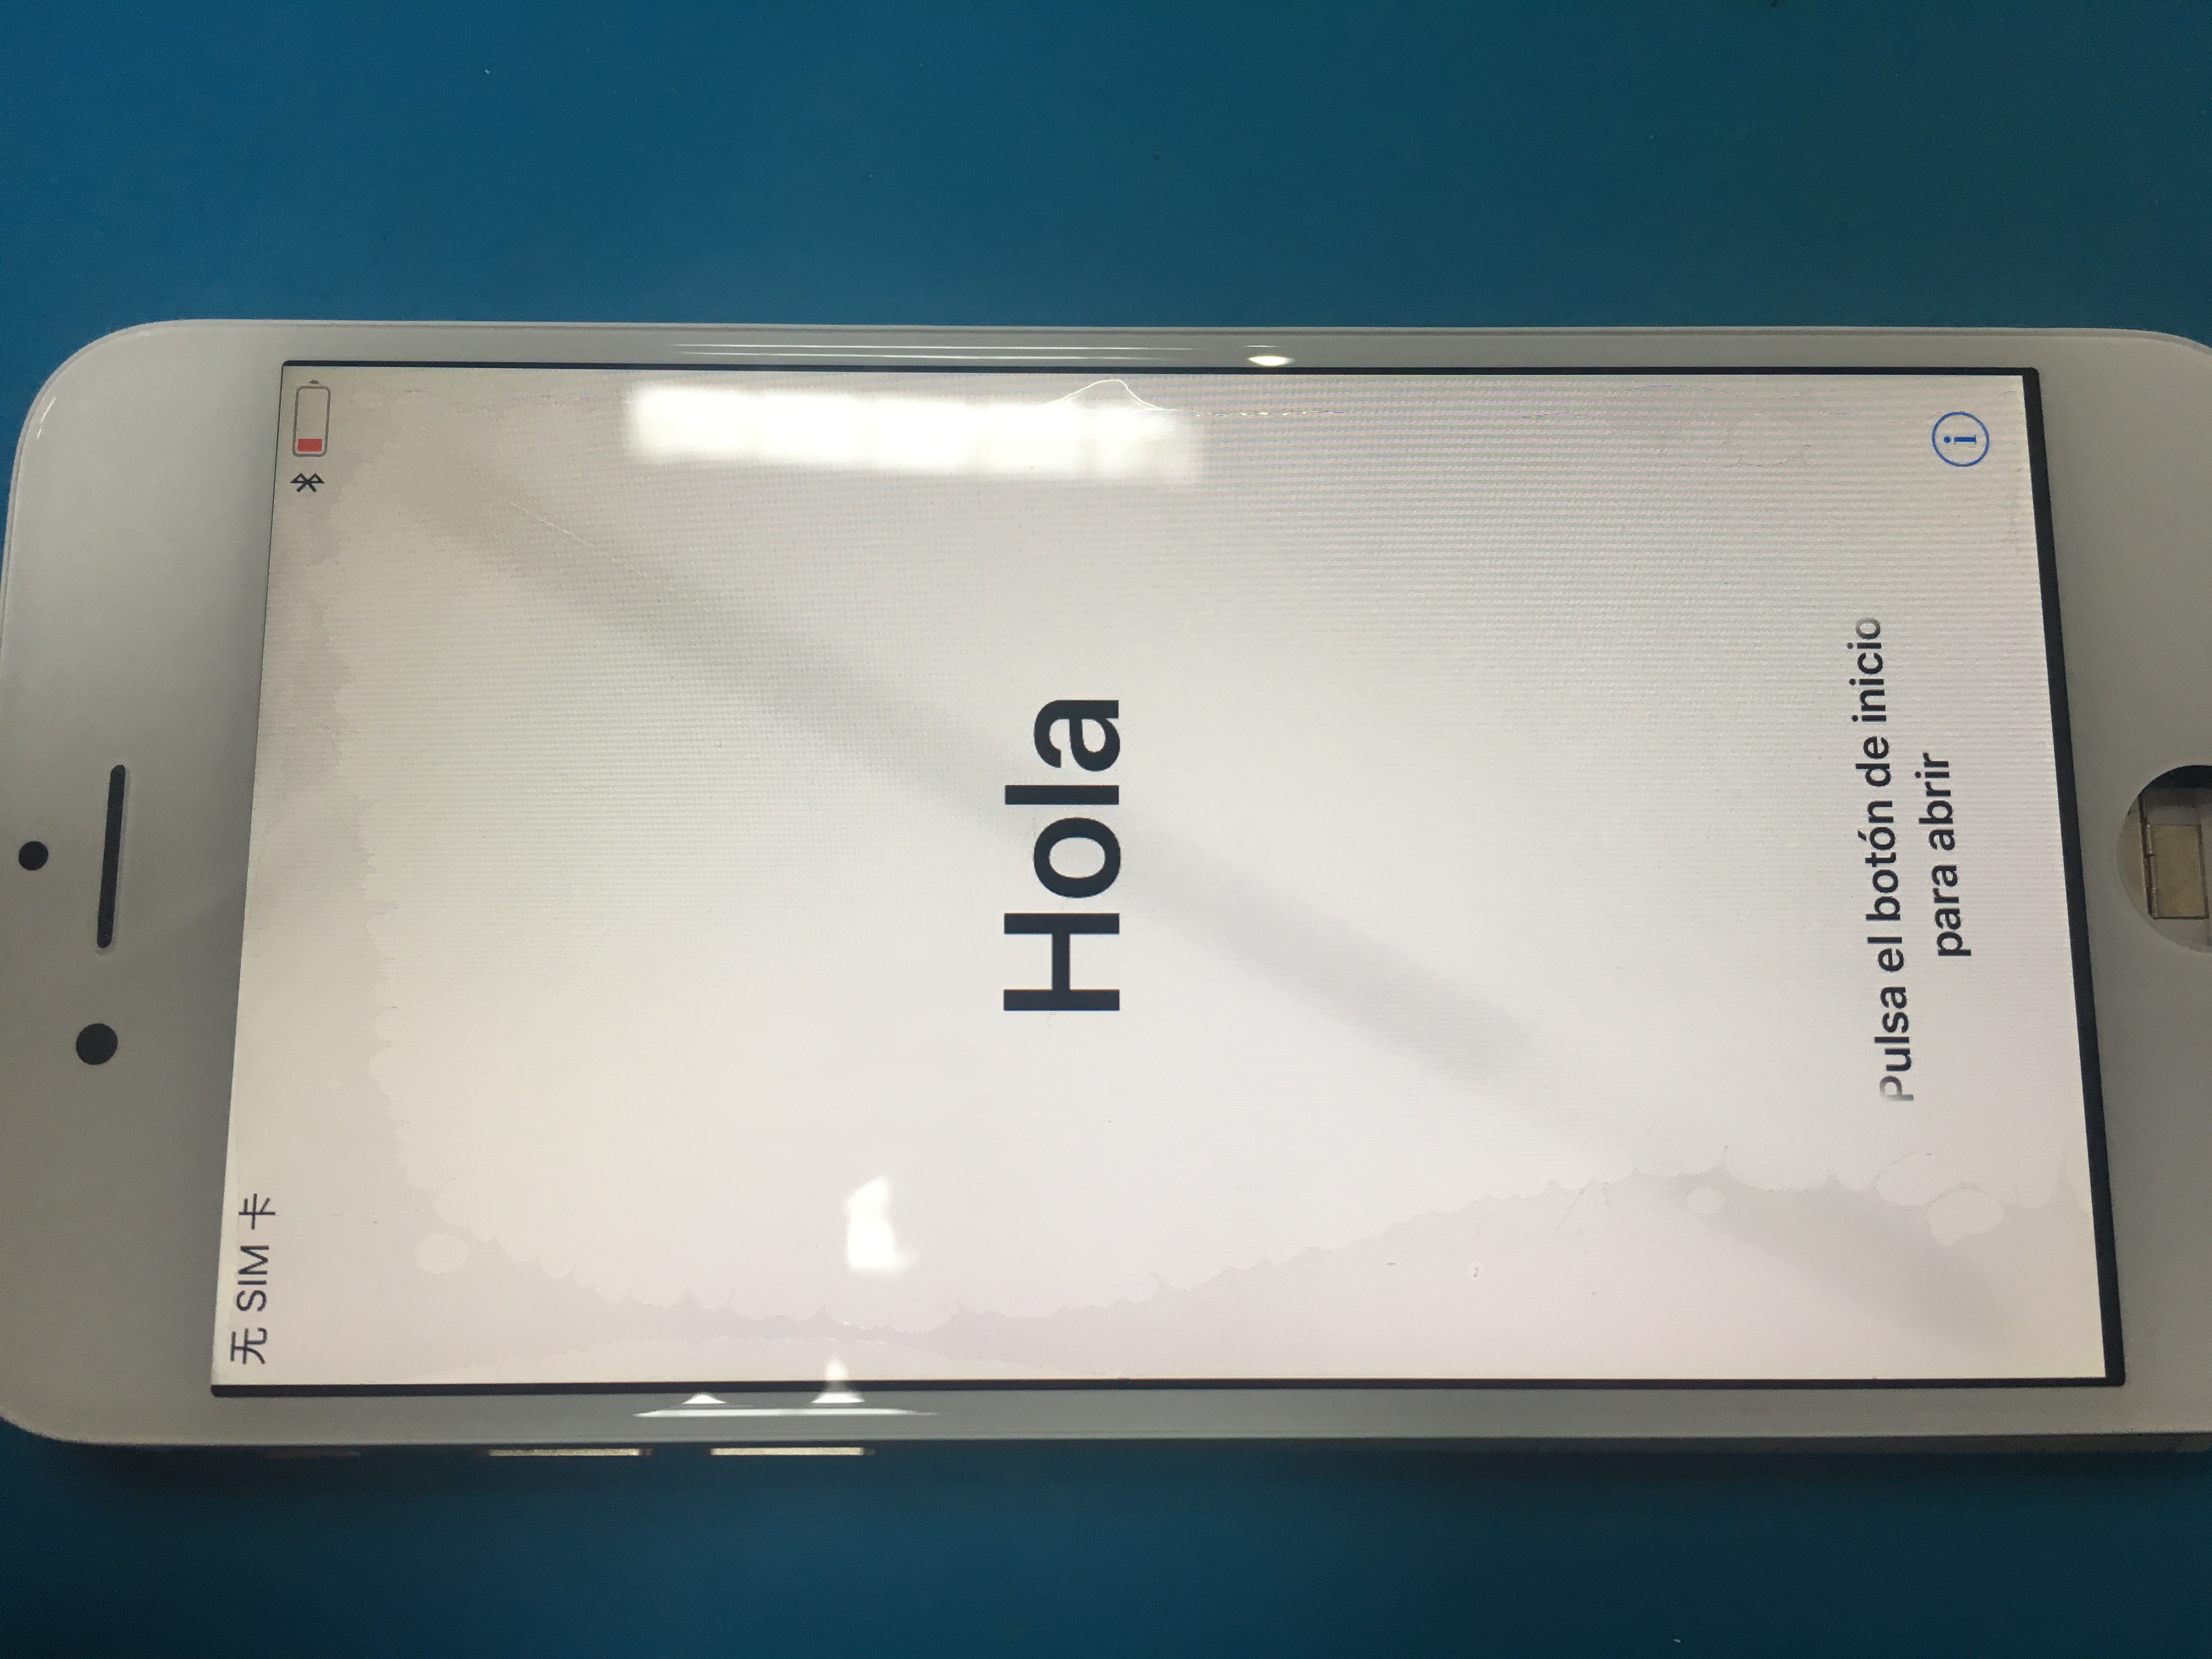 无 SIM 卡
Hola
Pulsa el botón de inicio
para abrir